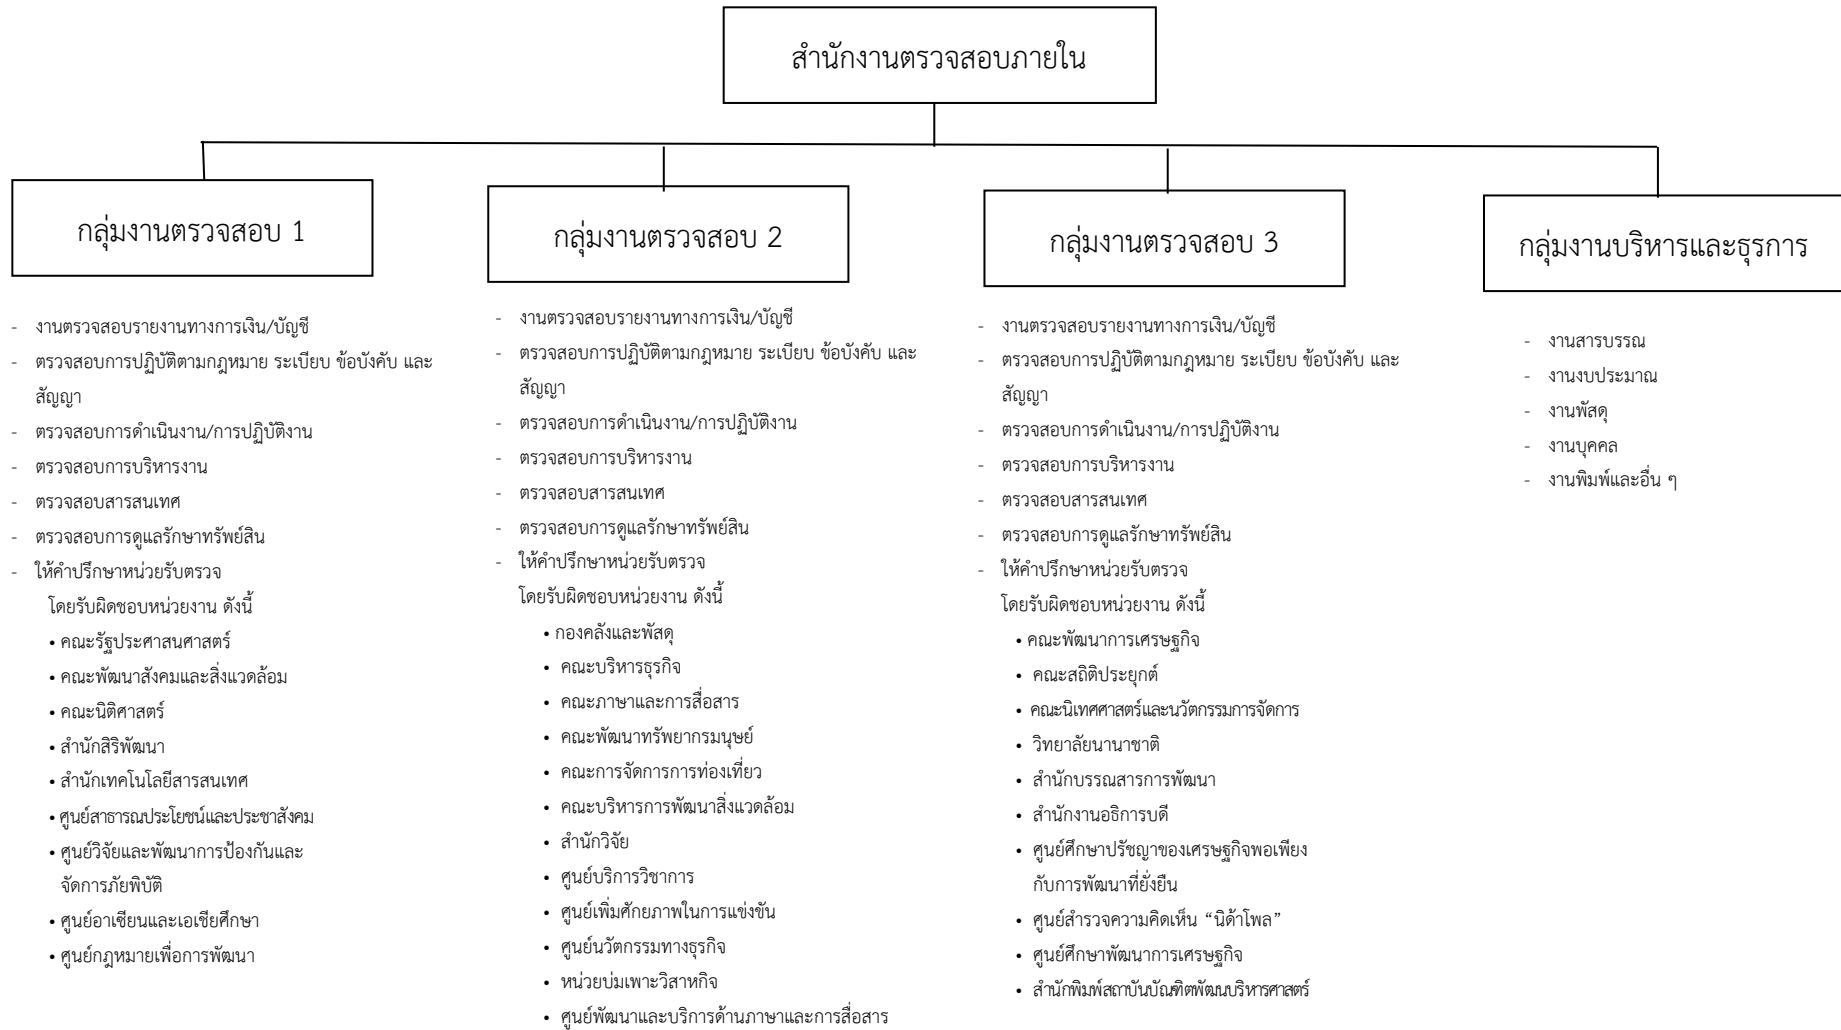 สำนักงานตรวจสอบภายใน
กลุ่มงานตรวจสอบ 1
- งานตรวจสอบรายงานทางการเงิน/บัญชี
- ตรวจสอบการปฏิบัติตามกฎหมาย ระเบียบ ข้อบังคับ และ
สัญญา
- ตรวจสอบการดำเนินงาน/การปฏิบัติงาน
- ตรวจสอบการบริหารงาน
- ตรวจสอบสารสนเทศ
- ตรวจสอบการดูแลรักษาทรัพย์สิน
- ให้คำปรึกษาหน่วยรับตรวจ
โดยรับผิดชอบหน่วยงาน ดังนี้
• คณะรัฐประศาสนศาสตร์
• คณะพัฒนาสังคมและสิ่งแวดล้อม
• คณะนิติศาสตร์
• สำนักสิริพัฒนา
• สำนักเทคโนโลยีสารสนเทศ
• ศูนย์สาธารณประโยชน์และประชาสังคม
• ศูนย์วิจัยและพัฒนาการป้องกันและ
จัดการภัยพิบัติ
• ศูนย์อาเซียนและเอเชียศึกษา
• ศูนย์กฎหมายเพื่อการพัฒนา
กลุ่มงานตรวจสอบ 2
- งานตรวจสอบรายงานทางการเงิน/บัญชี
- ตรวจสอบการปฏิบัติตามกฎหมาย ระเบียบ ข้อบังคับ และ
สัญญา
- ตรวจสอบการดำเนินงาน/การปฏิบัติงาน
- ตรวจสอบการบริหารงาน
- ตรวจสอบสารสนเทศ
- ตรวจสอบการดูแลรักษาทรัพย์สิน
- ให้คำปรึกษาหน่วยรับตรวจ
โดยรับผิดชอบหน่วยงาน ดังนี้
• กองคลังและพัสดุ
• คณะบริหารธุรกิจ
• คณะภาษาและการสื่อสาร
• คณะพัฒนาทรัพยากรมนุษย์
• คณะการจัดการการท่องเที่ยว
• คณะบริหารการพัฒนาสิ่งแวดล้อม
• สำนักวิจัย
• ศูนย์บริการวิชาการ
• ศูนย์เพิ่มศักยภาพในการแข่งขัน
• ศูนย์นวัตกรรมทางธุรกิจ
• หน่วยบ่มเพาะวิสาหกิจ
• ศูนย์พัฒนาและบริการด้านภาษาและการสื่อสาร
กลุ่มงานตรวจสอบ 3
- งานตรวจสอบรายงานทางการเงิน/บัญชี
- ตรวจสอบการปฏิบัติตามกฎหมาย ระเบียบ ข้อบังคับ และ
สัญญา
- ตรวจสอบการดำเนินงาน/การปฏิบัติงาน
- ตรวจสอบการบริหารงาน
- ตรวจสอบสารสนเทศ
- ตรวจสอบการดูแลรักษาทรัพย์สิน
- ให้คำปรึกษาหน่วยรับตรวจ
โดยรับผิดชอบหน่วยงาน ดังนี้
• คณะพัฒนาการเศรษฐกิจ
• คณะสถิติประยุกต์
• คณะนิเทศศาสตร์และนวัตกรรมการจัดการ
• วิทยาลัยนานาชาติ
• สำนักบรรณสารการพัฒนา
• สำนักงานอธิการบดี
• ศูนย์ศึกษาปรัชญาของเศรษฐกิจพอเพียง
กับการพัฒนาที่ยั่งยืน
• ศูนย์สำรวจความคิดเห็น “นิด้าโพล”
• ศูนย์ศึกษาพัฒนาการเศรษฐกิจ
• สำนักพิมพ์สถาบันบัณฑิตพัฒนบริหารศาสตร์
กลุ่มงานบริหารและธุรการ
- งานสารบรรณ
- งานงบประมาณ
- งานพัสดุ
- งานบุคคล
- งานพิมพ์และอื่น ๆ